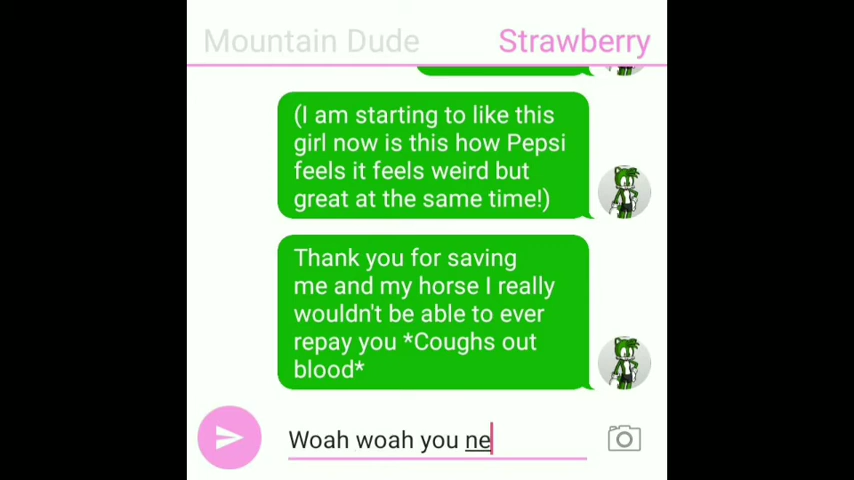 Mountain Dude
Strawberry
(I am starting to like this
girl now is this how Pepsi
feels it feels weird but
great at the same time!)
Thank you for saving
me and my horse I really
wouldn't be able to ever
repay you *Coughs out
blood*
Woah woah you ne